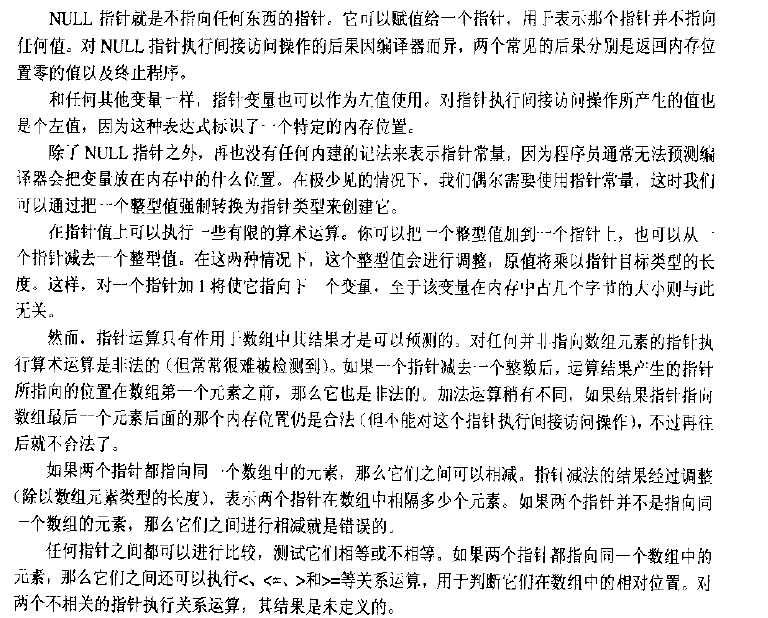 NULL 指针就是不指向任何东西的指针。它可以赋值给一个指针，用于表示那个指针并不指向
任何值。对 NULL 指针执行间接访问操作的后果因编译器而异，两个常见的后果分别是返回内存位
置零的值以及终止程序。
和任何其他变量一样，指针变量也可以作为左值使用。对指针执行间接访问操作所产生的值也
是个左值，因为这种表达式标识了一个特定的内存位置。
除了 NULL 指针之外，再也没有任何内建的记法来表示指针常量，因为程序员通常无法预测编
译器会把变量放在内存中的什么位置。在极少见的情况下，我们偶尔需要使用指针常量，这时我们
可以通过把一个整型值强制转换为指针类型来创建它。
在指针值上可以执行一些有限的算术运算。你可以把一个整型值加到一个指针上，也可以从一
个指针减去一个整型值。在这两种情况下，这个整型值会进行调整，原值将乘以指针目标类型的长
度。这样，对一个指针加 1 将使它指向下一个变量，至于该变量在内存中占几个字节的大小则与此
无关。
然而，指针运算只有作用于数组中其结果才是可以预测的。对任何并非指向数组元素的指针执
行算术运算是非法的（但常常很难被检测到）。如果一个指针减去一个整数后，运算结果产生的指针
所指向的位置在数组第一个元素之前，那么它也是非法的。加法运算稍有不同，如果结果指针指向
数组最后一个元素后面的那个内存位置仍是合法（但不能对这个指针执行间接访问操作），不过再往
后就不合法了。
如果两个指针都指向同一个数组中的元素，那么它们之间可以相减。指针减法的结果经过调整
（除以数组元素类型的长度），表示两个指针在数组中相隔多少个元素。如果两个指针并不是指向同
一个数组的元素，那么它们之间进行相减就是错误的。
任何指针之间都可以进行比较，测试它们相等或不相等。如果两个指针都指向同一个数组中的
元素，那么它们之间还可以执行<、<=、>和>=等关系运算，用于判断它们在数组中的相对位置。对
两个不相关的指针执行关系运算，其结果是未定义的。